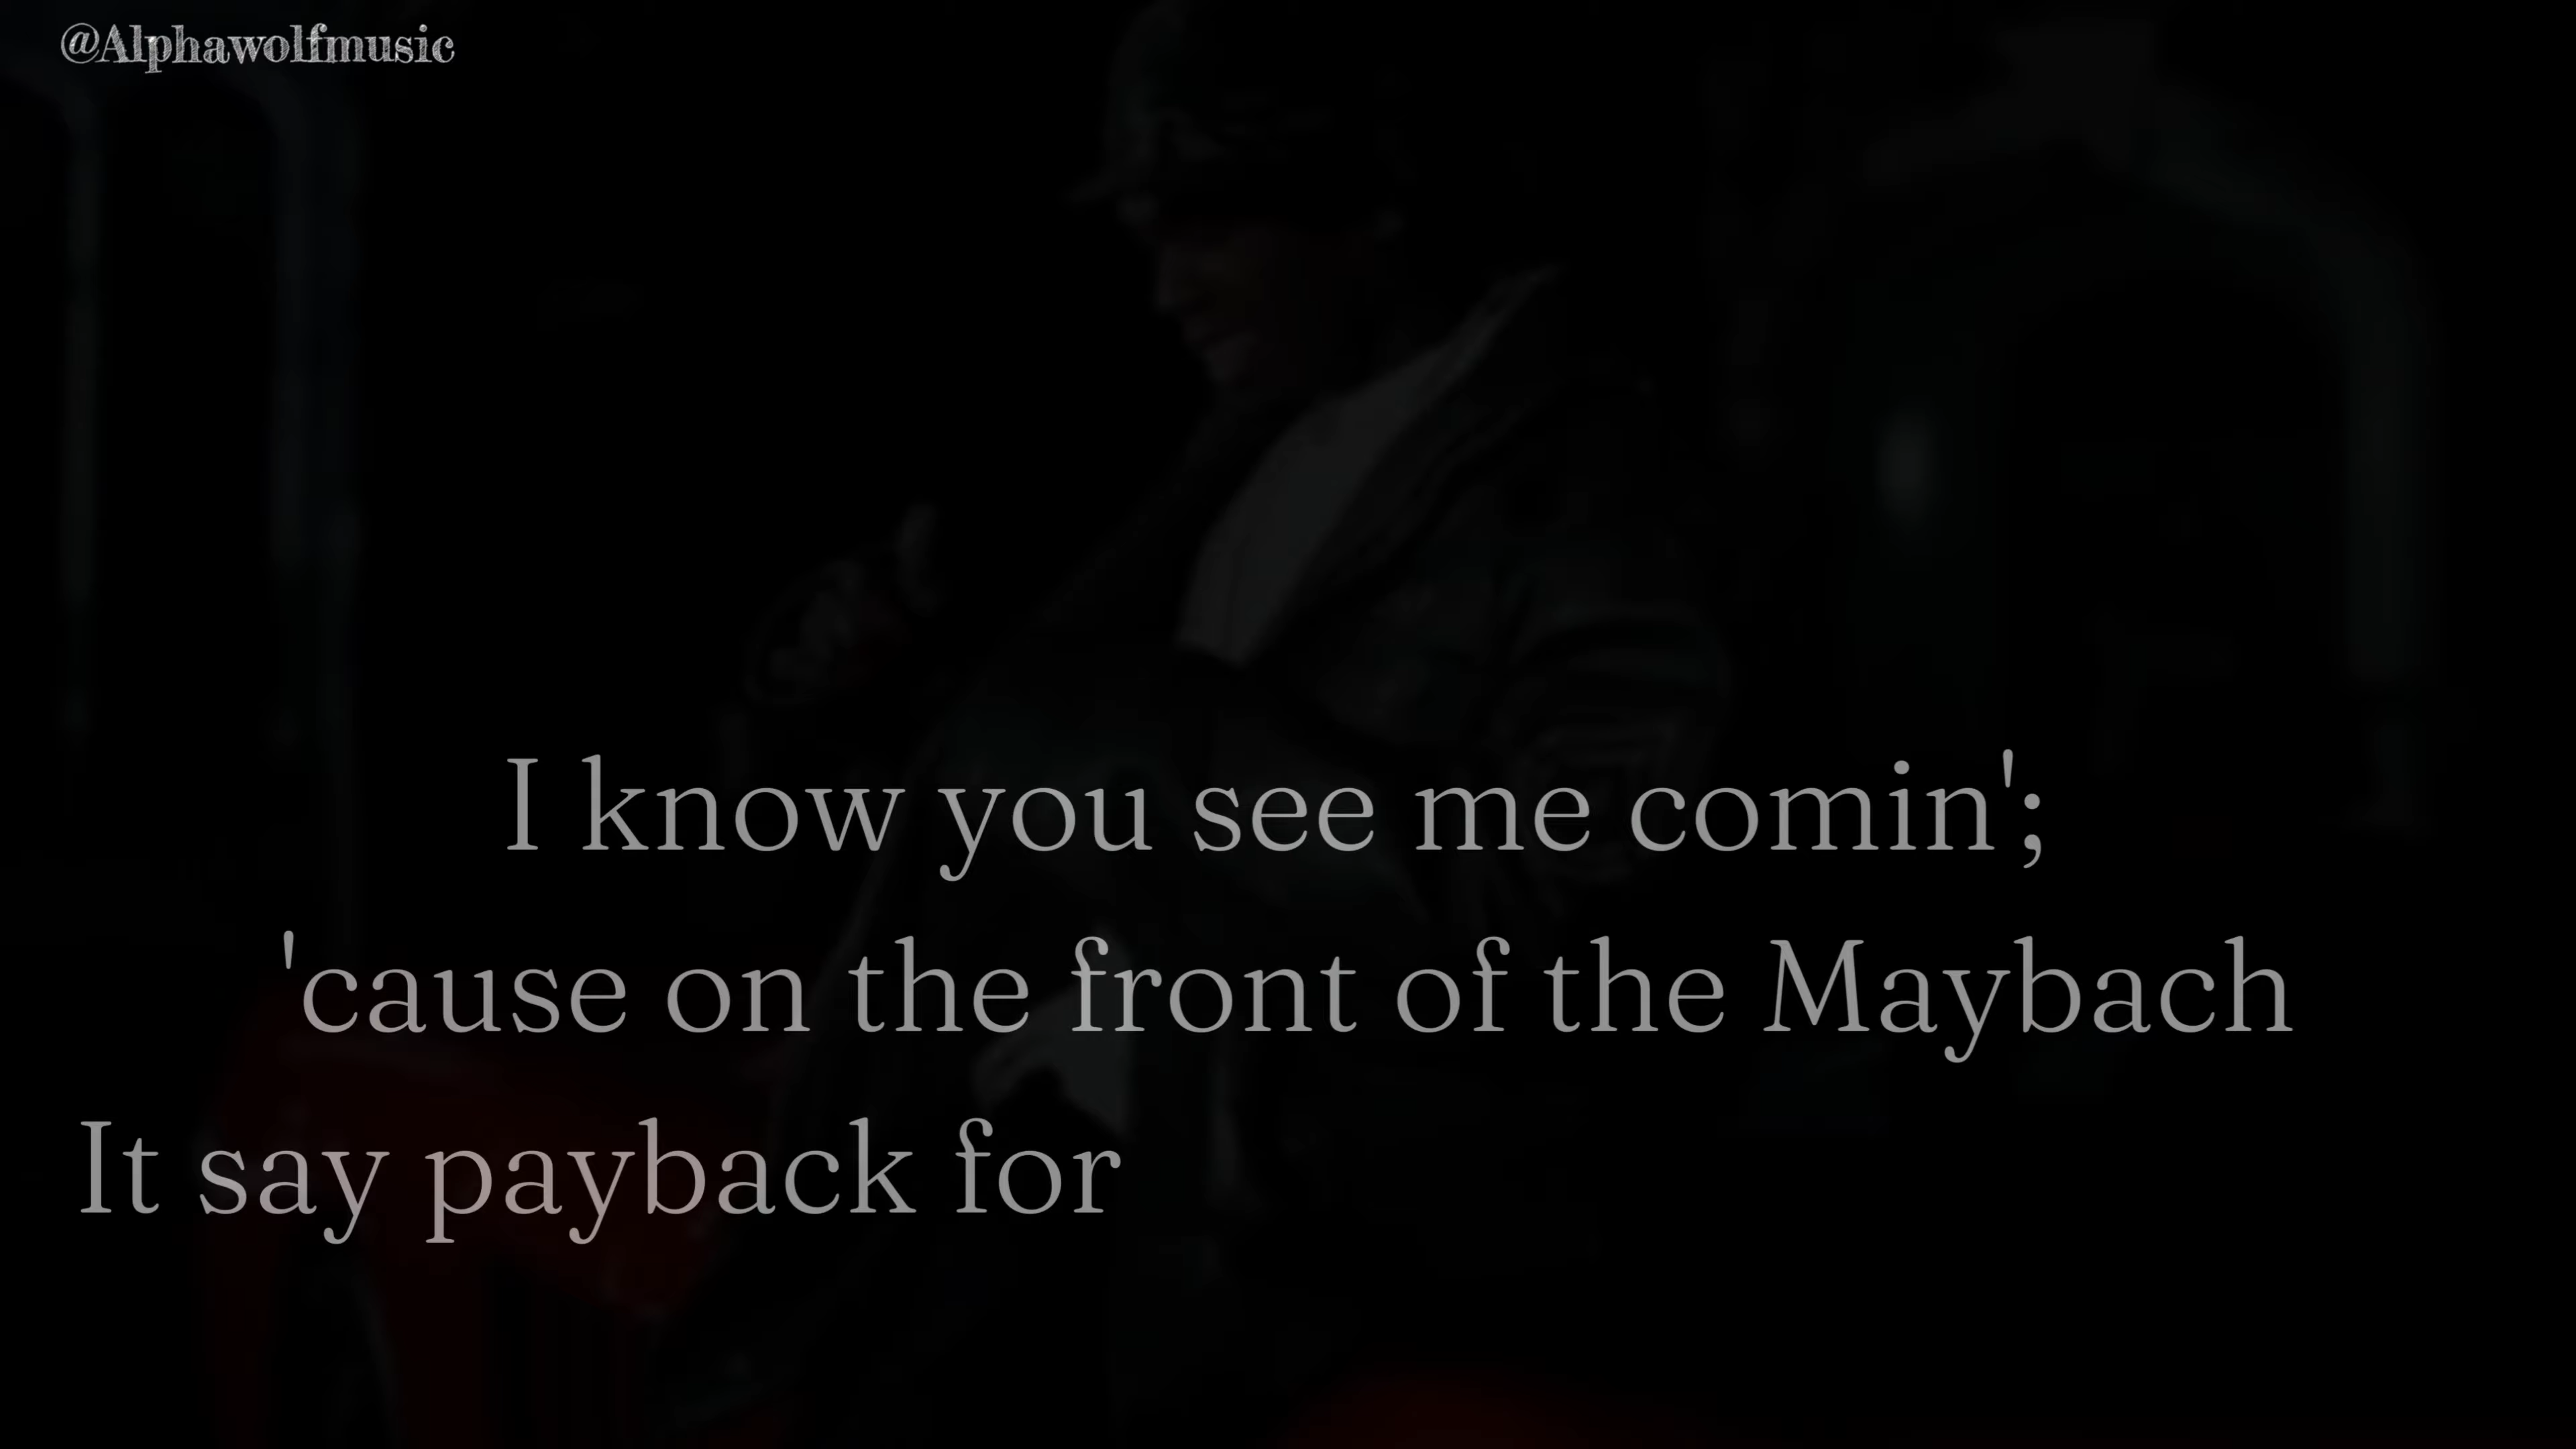 @Alphawolfmusic
I know you see me comin';
'cause on the front of the Maybach
It say payback for